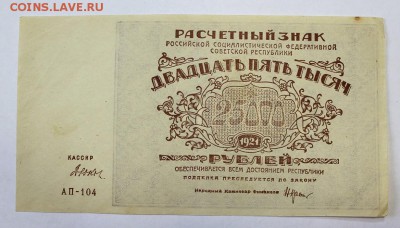 COINS.LAVE.RU
РАСЧЕТНЫЙ ЗНАК
РОССИЙСКОЙ СОЦИАЛИСТИЧЕСКОЙ ФЕДЕРАТИВНОЙ
СОВЕТСКОЙ РЕСПУБЛИКИ
ДВАДЦАТЬ ПЯТЬ ТЫСЯЧ
25000
1921
РУБЛЕЙ
ОБЕСПЕЧИВАЕТСЯ ВСЕМ ДОСТОЯНИЕМ РЕСПУБЛИКИ
ПОДДЕЛКА ПРЕСЛЕДУЕТСЯ ПО ЗАКОНУ
Народный Комиссар Финансов
КАССИР
АП-104